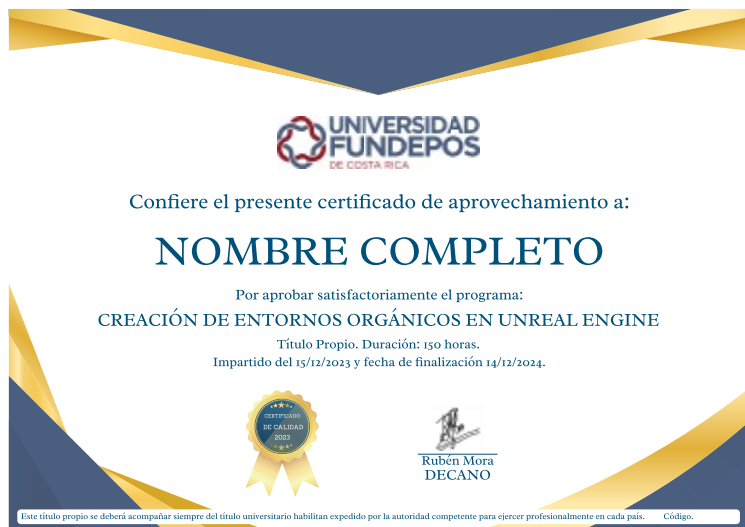 UNIVERSIDAD
FUNDEPOS
DE COSTA RICA
Confiere el presente certificado de aprovechamiento a:
NOMBRE COMPLETO
Por aprobar satisfactoriamente el programa:
CREACIÓN DE ENTORNOS ORGÁNICOS EN UNREAL ENGINE
Título Propio. Duración: 150 horas.
Impartido del 15/12/2023 y fecha de finalización 14/12/2024.
CERTIFICADO
DE CALIDAD
2023
Rubén Mora
DECANO
Este título propio se deberá acompañar siempre del título universitario habilitan expedido por la autoridad competente para ejercer profesionalmente en cada país. Código.